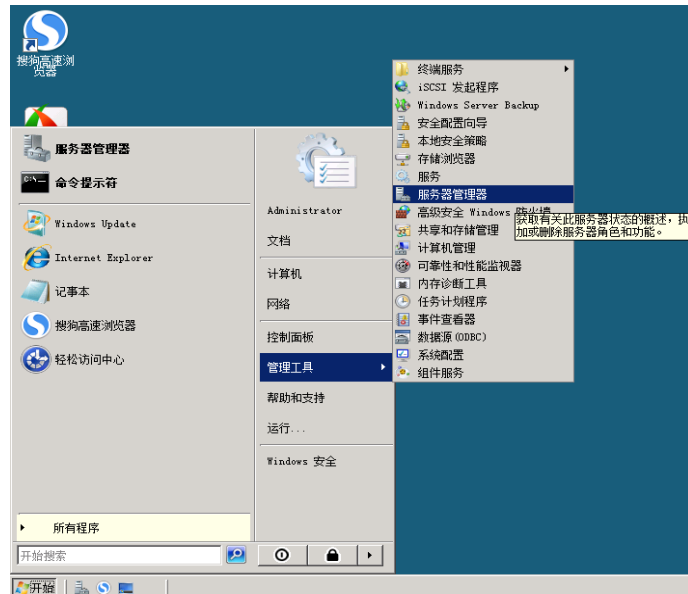 搜狗高速浏
览器
服务器管理器
命令提示符
Windows Update
Internet Explorer
记事本
搜狗高速浏览器
轻松访问中心
所有程序
开始搜索
Administrator
文档
计算机
网络
控制面板
管理工具
帮助和支持
运行...
Windows 安全
终端服务
iSCSI 发起程序
Windows Server Backup
安全配置向导
本地安全策略
存储浏览器
服务
服务器管理器
高级安全 Windows 防火墙
共享和存储管理
计算机管理
可靠性和性能监视器
内存诊断工具
任务计划程序
事件查看器
数据源(ODBC)
系统配置
组件服务
获取有关此服务器状态的概述，执
加或删除服务器角色和功能。
开始